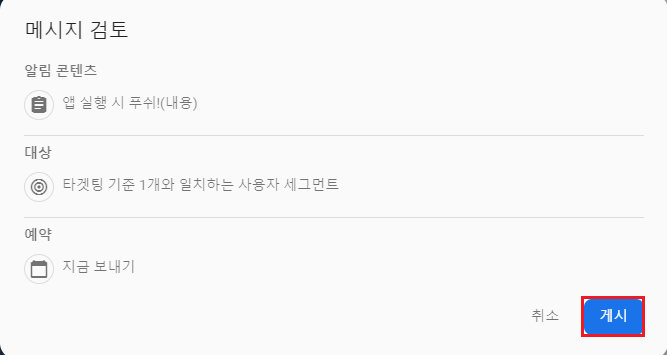 메시지 검토
알림 콘텐츠
앱 실행 시 푸쉬!(내용)
대상
타겟팅 기준 1개와 일치하는 사용자 세그먼트
예약
지금 보내기
취소 게시